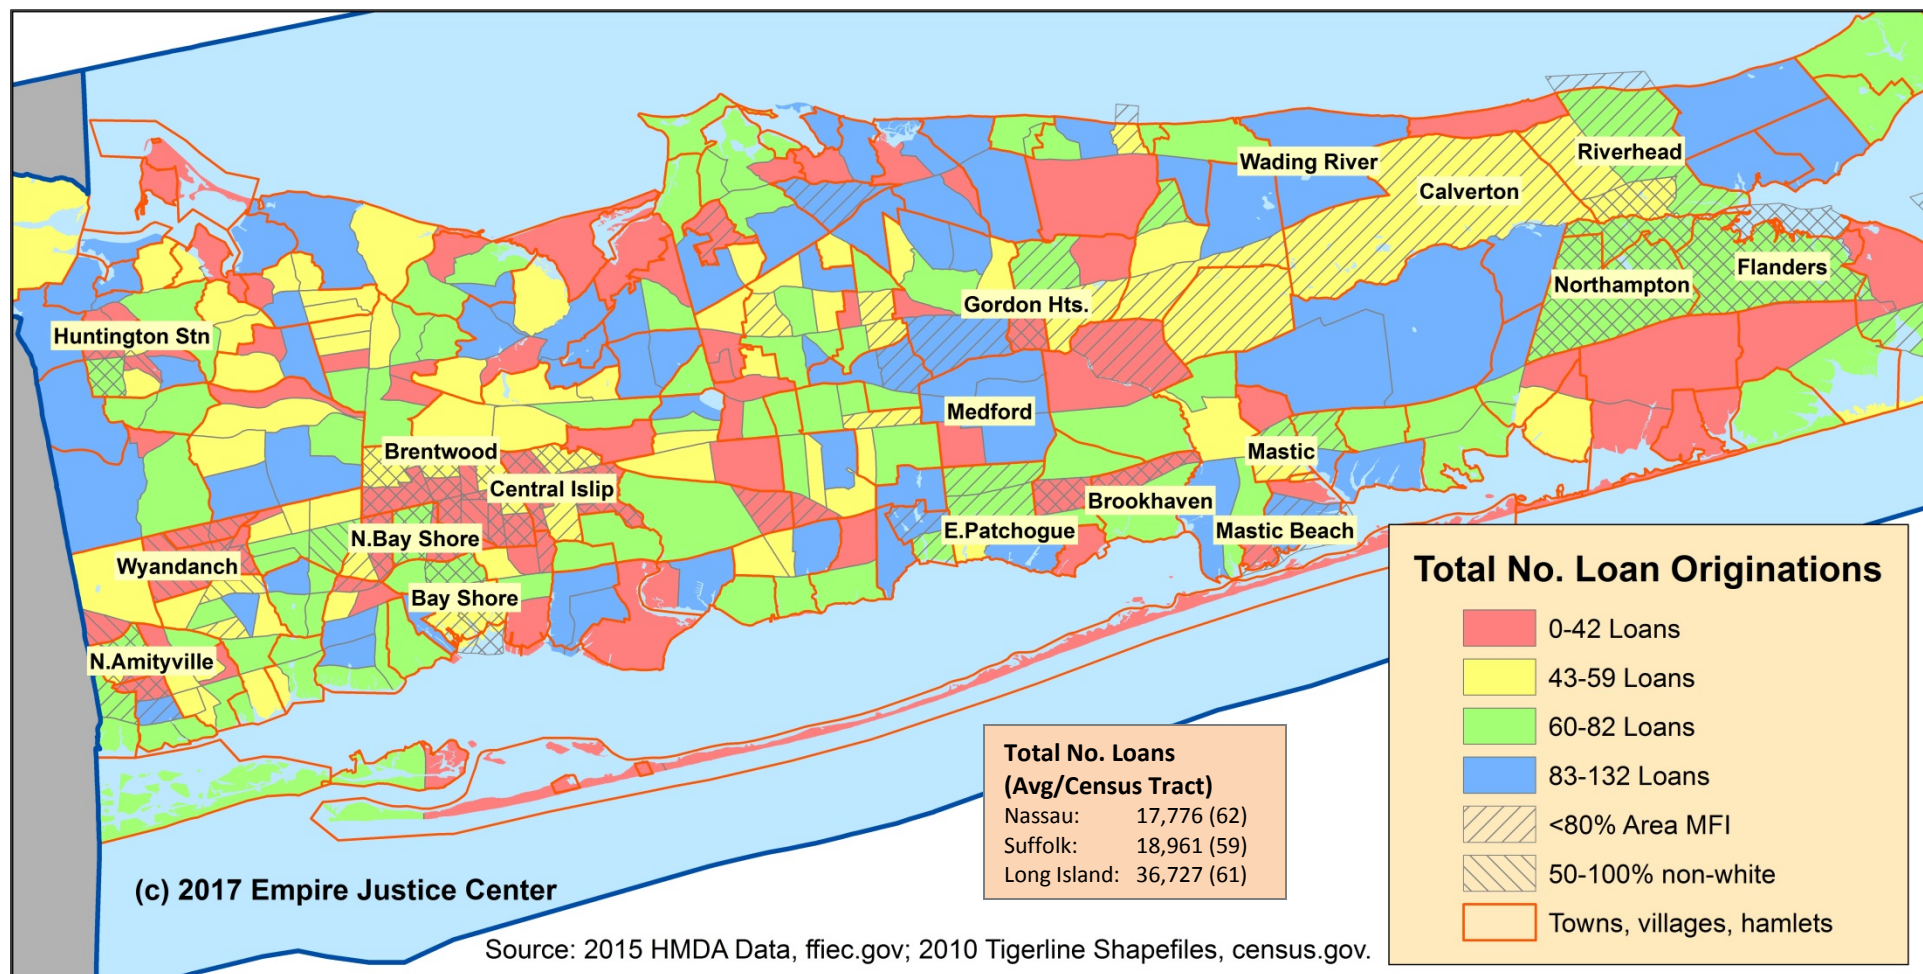 Wading River
Riverhead
Calverton
Flanders
Northampton
Gordon Hts.
Huntington Stn
Medford
Brentwood
Mastic
Central Islip
Brookhaven
N.Bay Shore
E.Patchogue
Mastic Beach
Wyandanch
Bay Shore
N.Amityville
Total No. Loan Originations
0-42 Loans
43-59 Loans
60-82 Loans
83-132 Loans
<80% Area MFI
50-100% non-white
Towns, villages, hamlets
Total No. Loans
(Avg/Census Tract)
Nassau: 17,776 (62)
Suffolk: 18,961 (59)
Long Island: 36,727 (61)
(c) 2017 Empire Justice Center
Source: 2015 HMDA Data, ffiec.gov; 2010 Tigerline Shapefiles, census.gov.